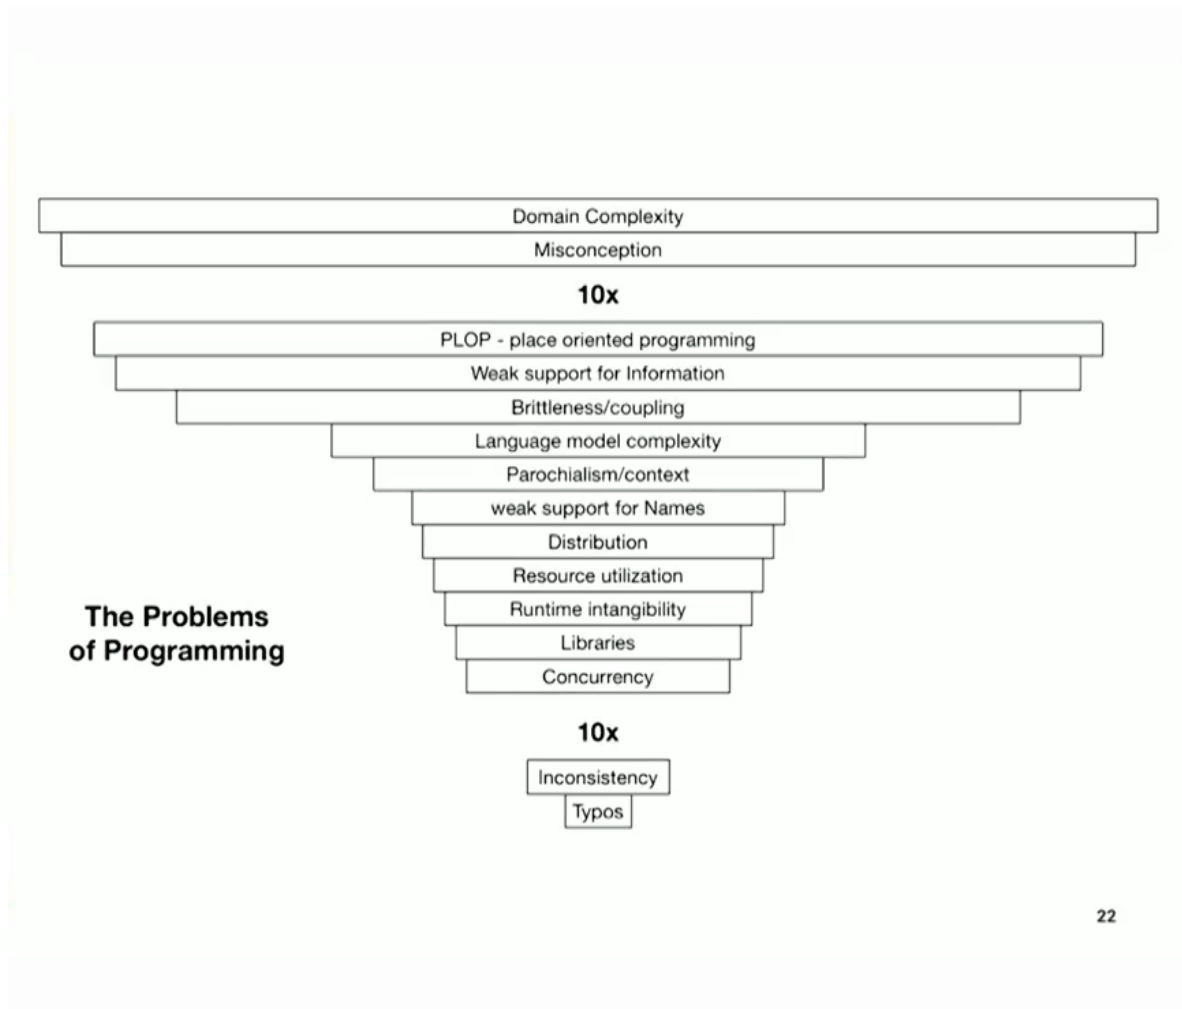 Domain Complexity
Misconception
10x
PLOP - place oriented programming
Weak support for Information
Brittleness/coupling
Language model complexity
Parochialism/context
weak support for Names
Distribution
Resource utilization
Runtime intangibility
Libraries
Concurrency
The Problems
of Programming
10x
Inconsistency
Typos
22